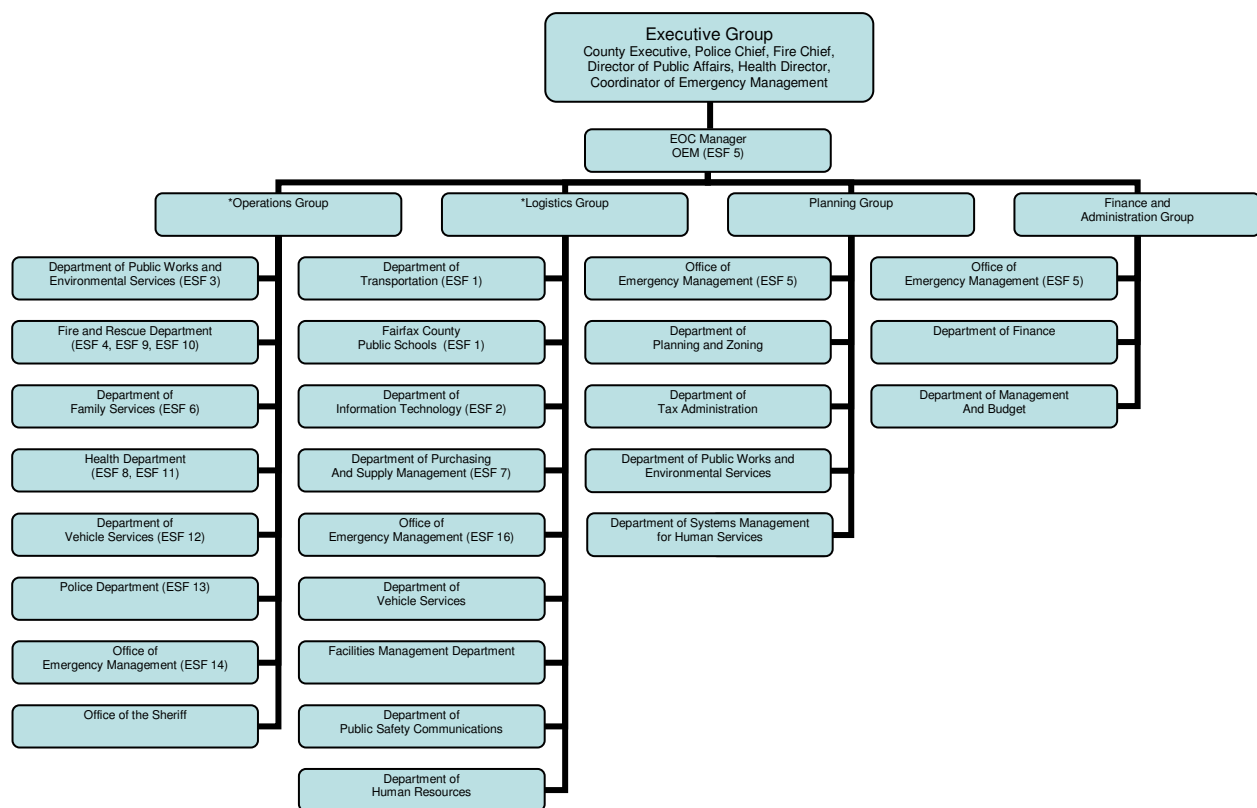 Executive Group
County Executive, Police Chief, Fire Chief,
Director of Public Affairs, Health Director,
Coordinator of Emergency Management
EOC Manager
OEM (ESF 5)
*Operations Group
*Logistics Group
Planning Group
Finance and
Administration Group
Department of Public Works and
Environmental Services (ESF 3)
Fire and Rescue Department
(ESF 4, ESF 9, ESF 10)
Department of
Family Services (ESF 6)
Health Department
(ESF 8, ESF 11)
Department of
Vehicle Services (ESF 12)
Police Department (ESF 13)
Office of
Emergency Management (ESF 14)
Office of the Sheriff
Department of
Transportation (ESF 1)
Fairfax County
Public Schools (ESF 1)
Department of
Information Technology (ESF 2)
Department of Purchasing
And Supply Management (ESF 7)
Office of
Emergency Management (ESF 16)
Department of
Vehicle Services
Facilities Management Department
Department of
Public Safety Communications
Department of
Human Resources
Office of
Emergency Management (ESF 5)
Department of
Planning and Zoning
Department of
Tax Administration
Department of Public Works and
Environmental Services
Department of Systems Management
for Human Services
Office of
Emergency Management (ESF 5)
Department of Finance
Department of Management
And Budget